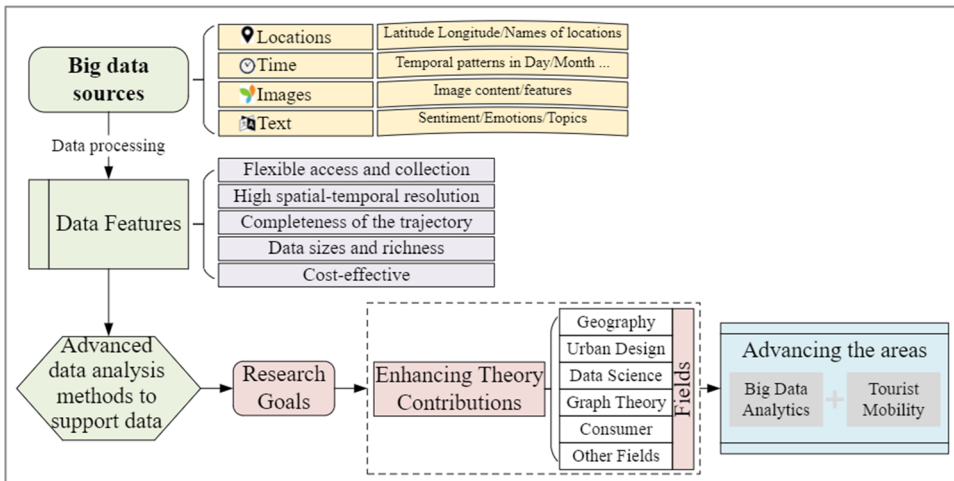 Big data
sources
Locations
Latitude Longitude/Names of locations
Time
Temporal patterns in Day/Month ...
Images
Image content/features
Text
Sentiment/Emotions/Topics
Data processing
Data Features
Flexible access and collection
High spatial-temporal resolution
Completeness of the trajectory
Data sizes and richness
Cost-effective
Advanced
data analysis
methods to
support data
Research
Goals
Enhancing Theory
Contributions
Geography
Urban Design
Data Science
Graph Theory
Consumer
Other Fields
Fields
Advancing the areas
Big Data
Analytics
+
Tourist
Mobility